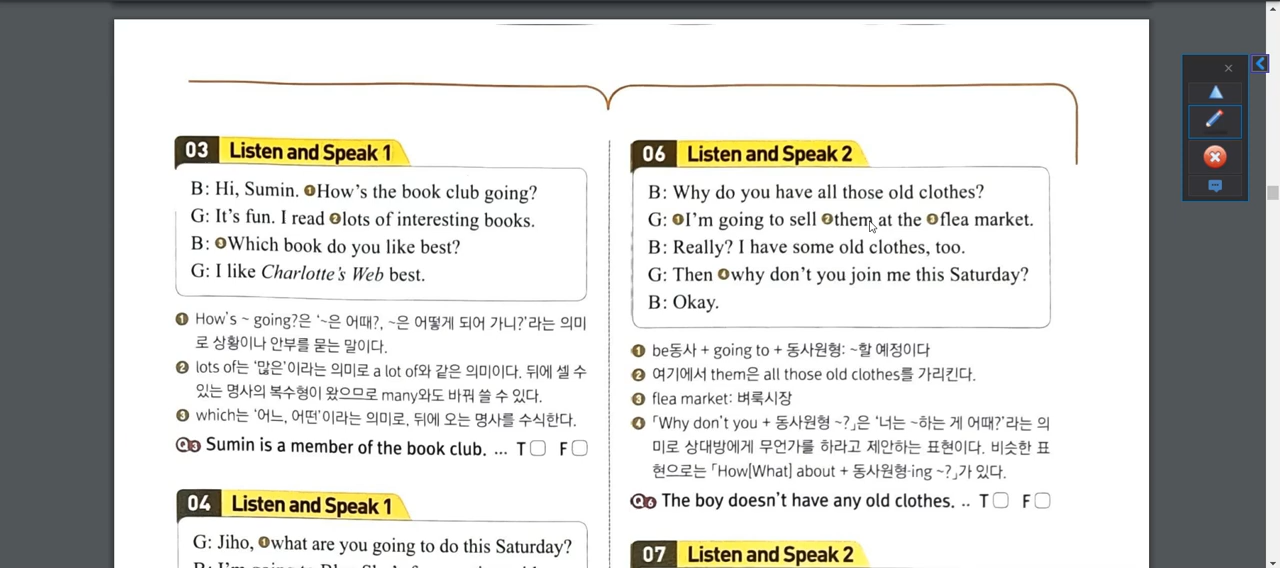 03 Listen and Speak 1
B: Hi, Sumin. ❶How's the book club going?
G: It's fun. I read ❷lots of interesting books.
B: ❸Which book do you like best?
G: I like Charlotte's Web best.
❶ How's ~ going?은 '~은 어때?, ~은 어떻게 되어 가니?'라는 의미
로 상황이나 안부를 묻는 말이다.
❷ lots of는 '많은'이라는 의미로 a lot of와 같은 의미이다. 뒤에 셀 수
있는 명사의 복수형이 왔으므로 many와도 바꿔 쓸 수 있다.
❸ which는 '어느, 어떤'이라는 의미로, 뒤에 오는 명사를 수식한다.
Q3 Sumin is a member of the book club. ... T□ F□
04 Listen and Speak 1
G: Jiho, ❶what are you going to do this Saturday?
06 Listen and Speak 2
B: Why do you have all those old clothes?
G: ❶I'm going to sell ❷them at the ❸flea market.
B: Really? I have some old clothes, too.
G: Then ❹why don't you join me this Saturday?
B: Okay.
❶ be동사 + going to + 동사원형: ~할 예정이다
❷ 여기에서 them은 all those old clothes를 가리킨다.
❸ flea market: 벼룩시장
❹ 「Why don't you + 동사원형 ~?」은 '너는 ~하는 게 어때?'라는 의
미로 상대방에게 무언가를 하라고 제안하는 표현이다. 비슷한 표
현으로는 「How[What] about + 동사원형-ing ~?」가 있다.
Q6 The boy doesn't have any old clothes. .. T□ F□
07 Listen and Speak 2